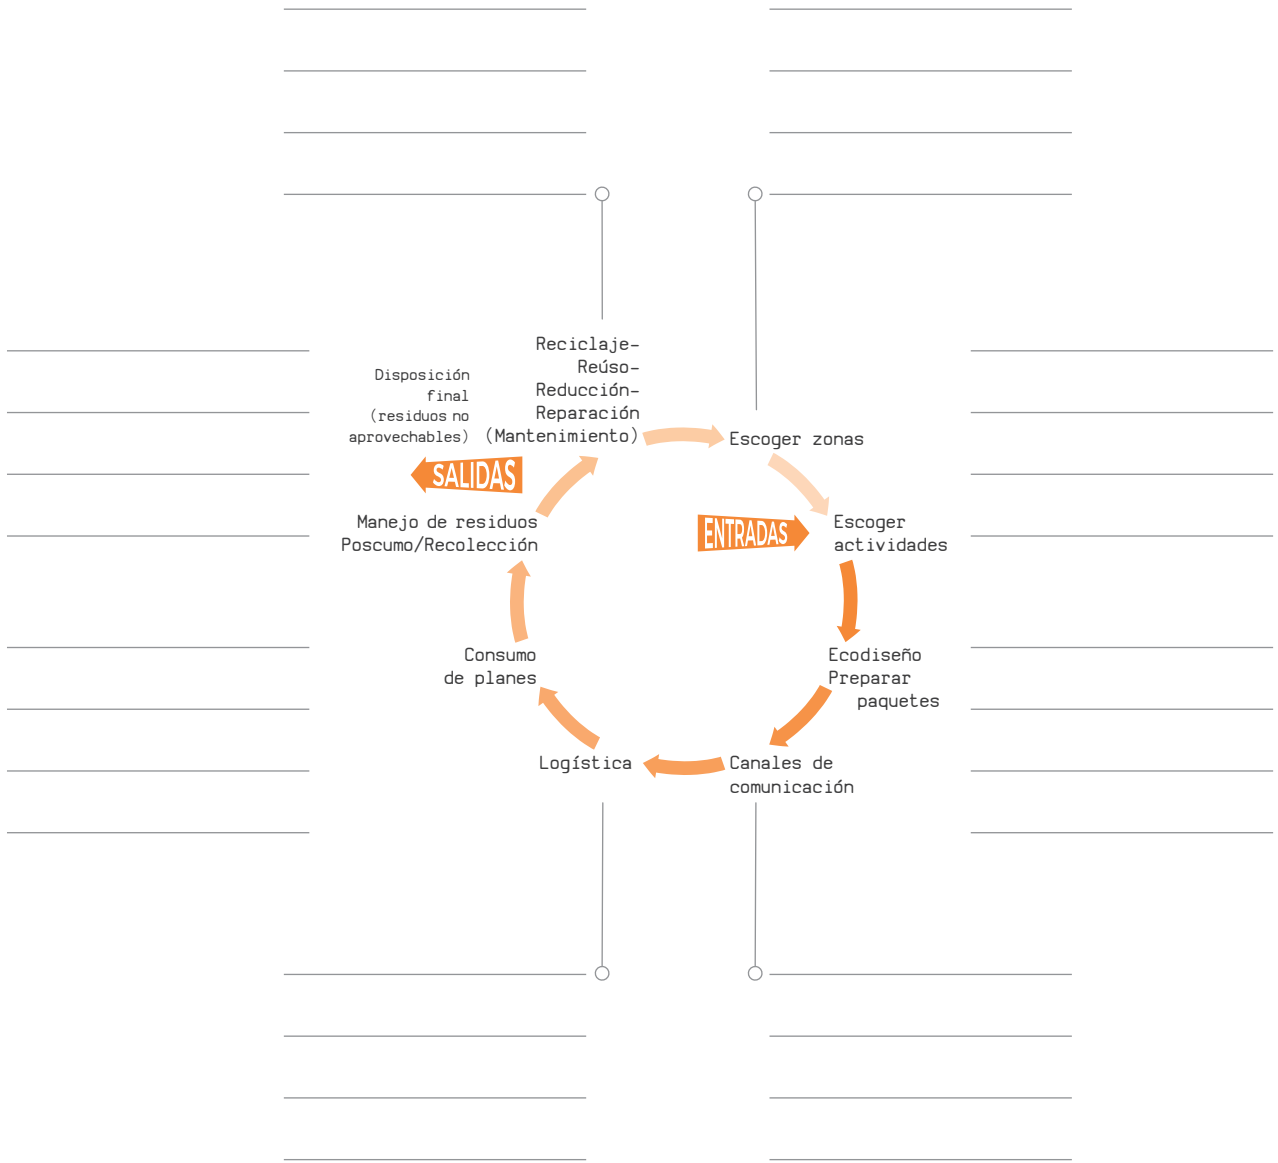 Reciclaje-
Reúso-
Reducción-
Reparación
(Mantenimiento)
Disposición
final
(residuos no
aprovechables)
SALIDAS
Escoger zonas
ENTRADAS
Escoger
actividades
Manejo de residuos
Poscumo/Recolección
Consumo
de planes
Ecodiseño
Preparar
paquetes
Logística
Canales de
comunicación